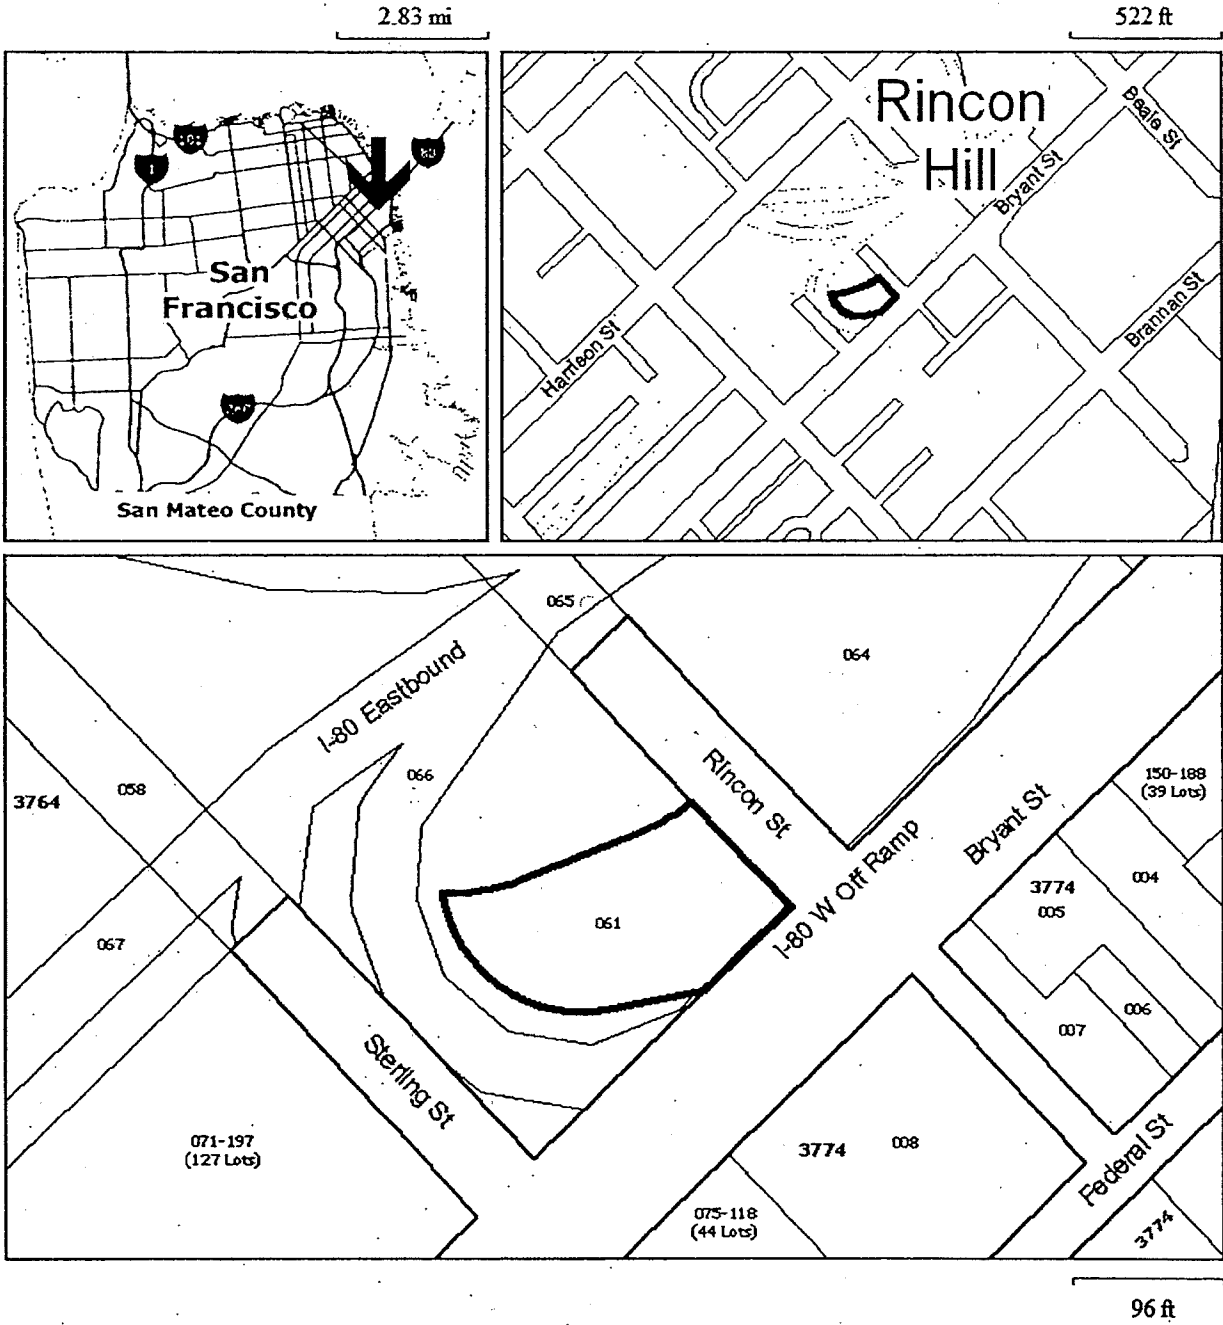 2.83 mi
522 ft
San
Francisco
San Mateo County
Rincon
Hill
Beale St
Bryant St
Brannan St
Harrison St
065
064
I-80 Eastbound
Rincon St
066
150-188
(39 Lots)
058
3764
Bryant St
I-80 W Off Ramp
004
3774
005
061
067
006
007
Sterling St
071-197
(127 Lots)
3774
008
Federal St
075-118
(44 Lots)
3774
96 ft